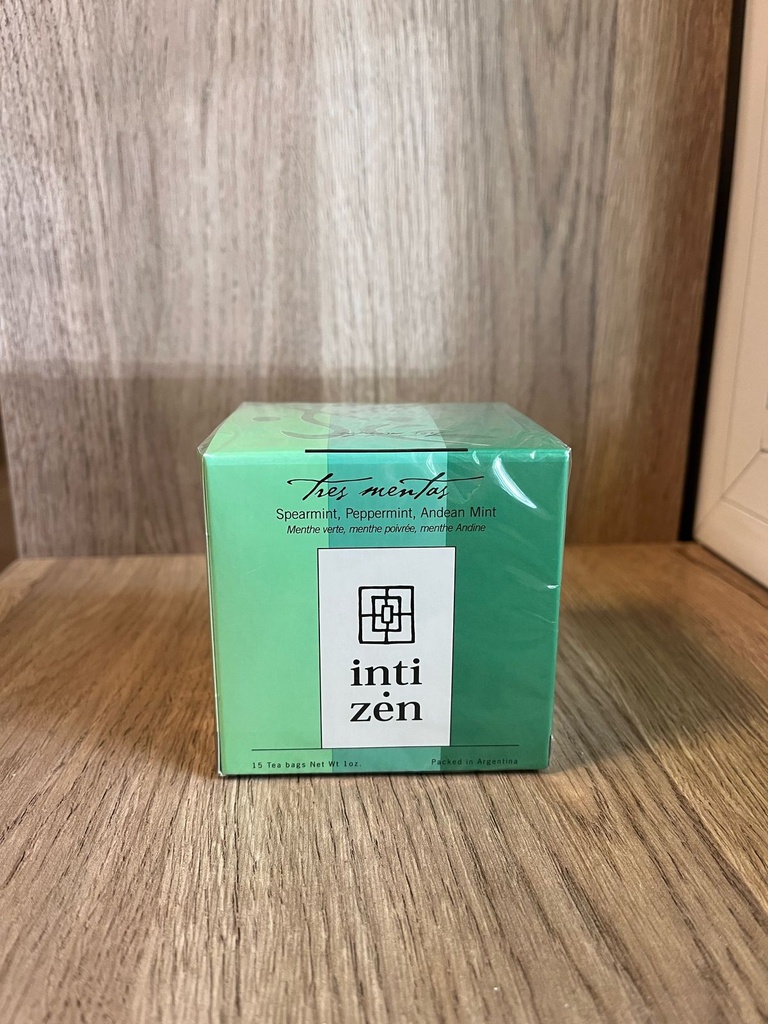 tres mentas
Spearmint, Peppermint, Andean Mint
Menthe verte, menthe poivrée, menthe Andine
inti
zėn
15 Tea bags Net Wt 1oz.
Packed in Argentina